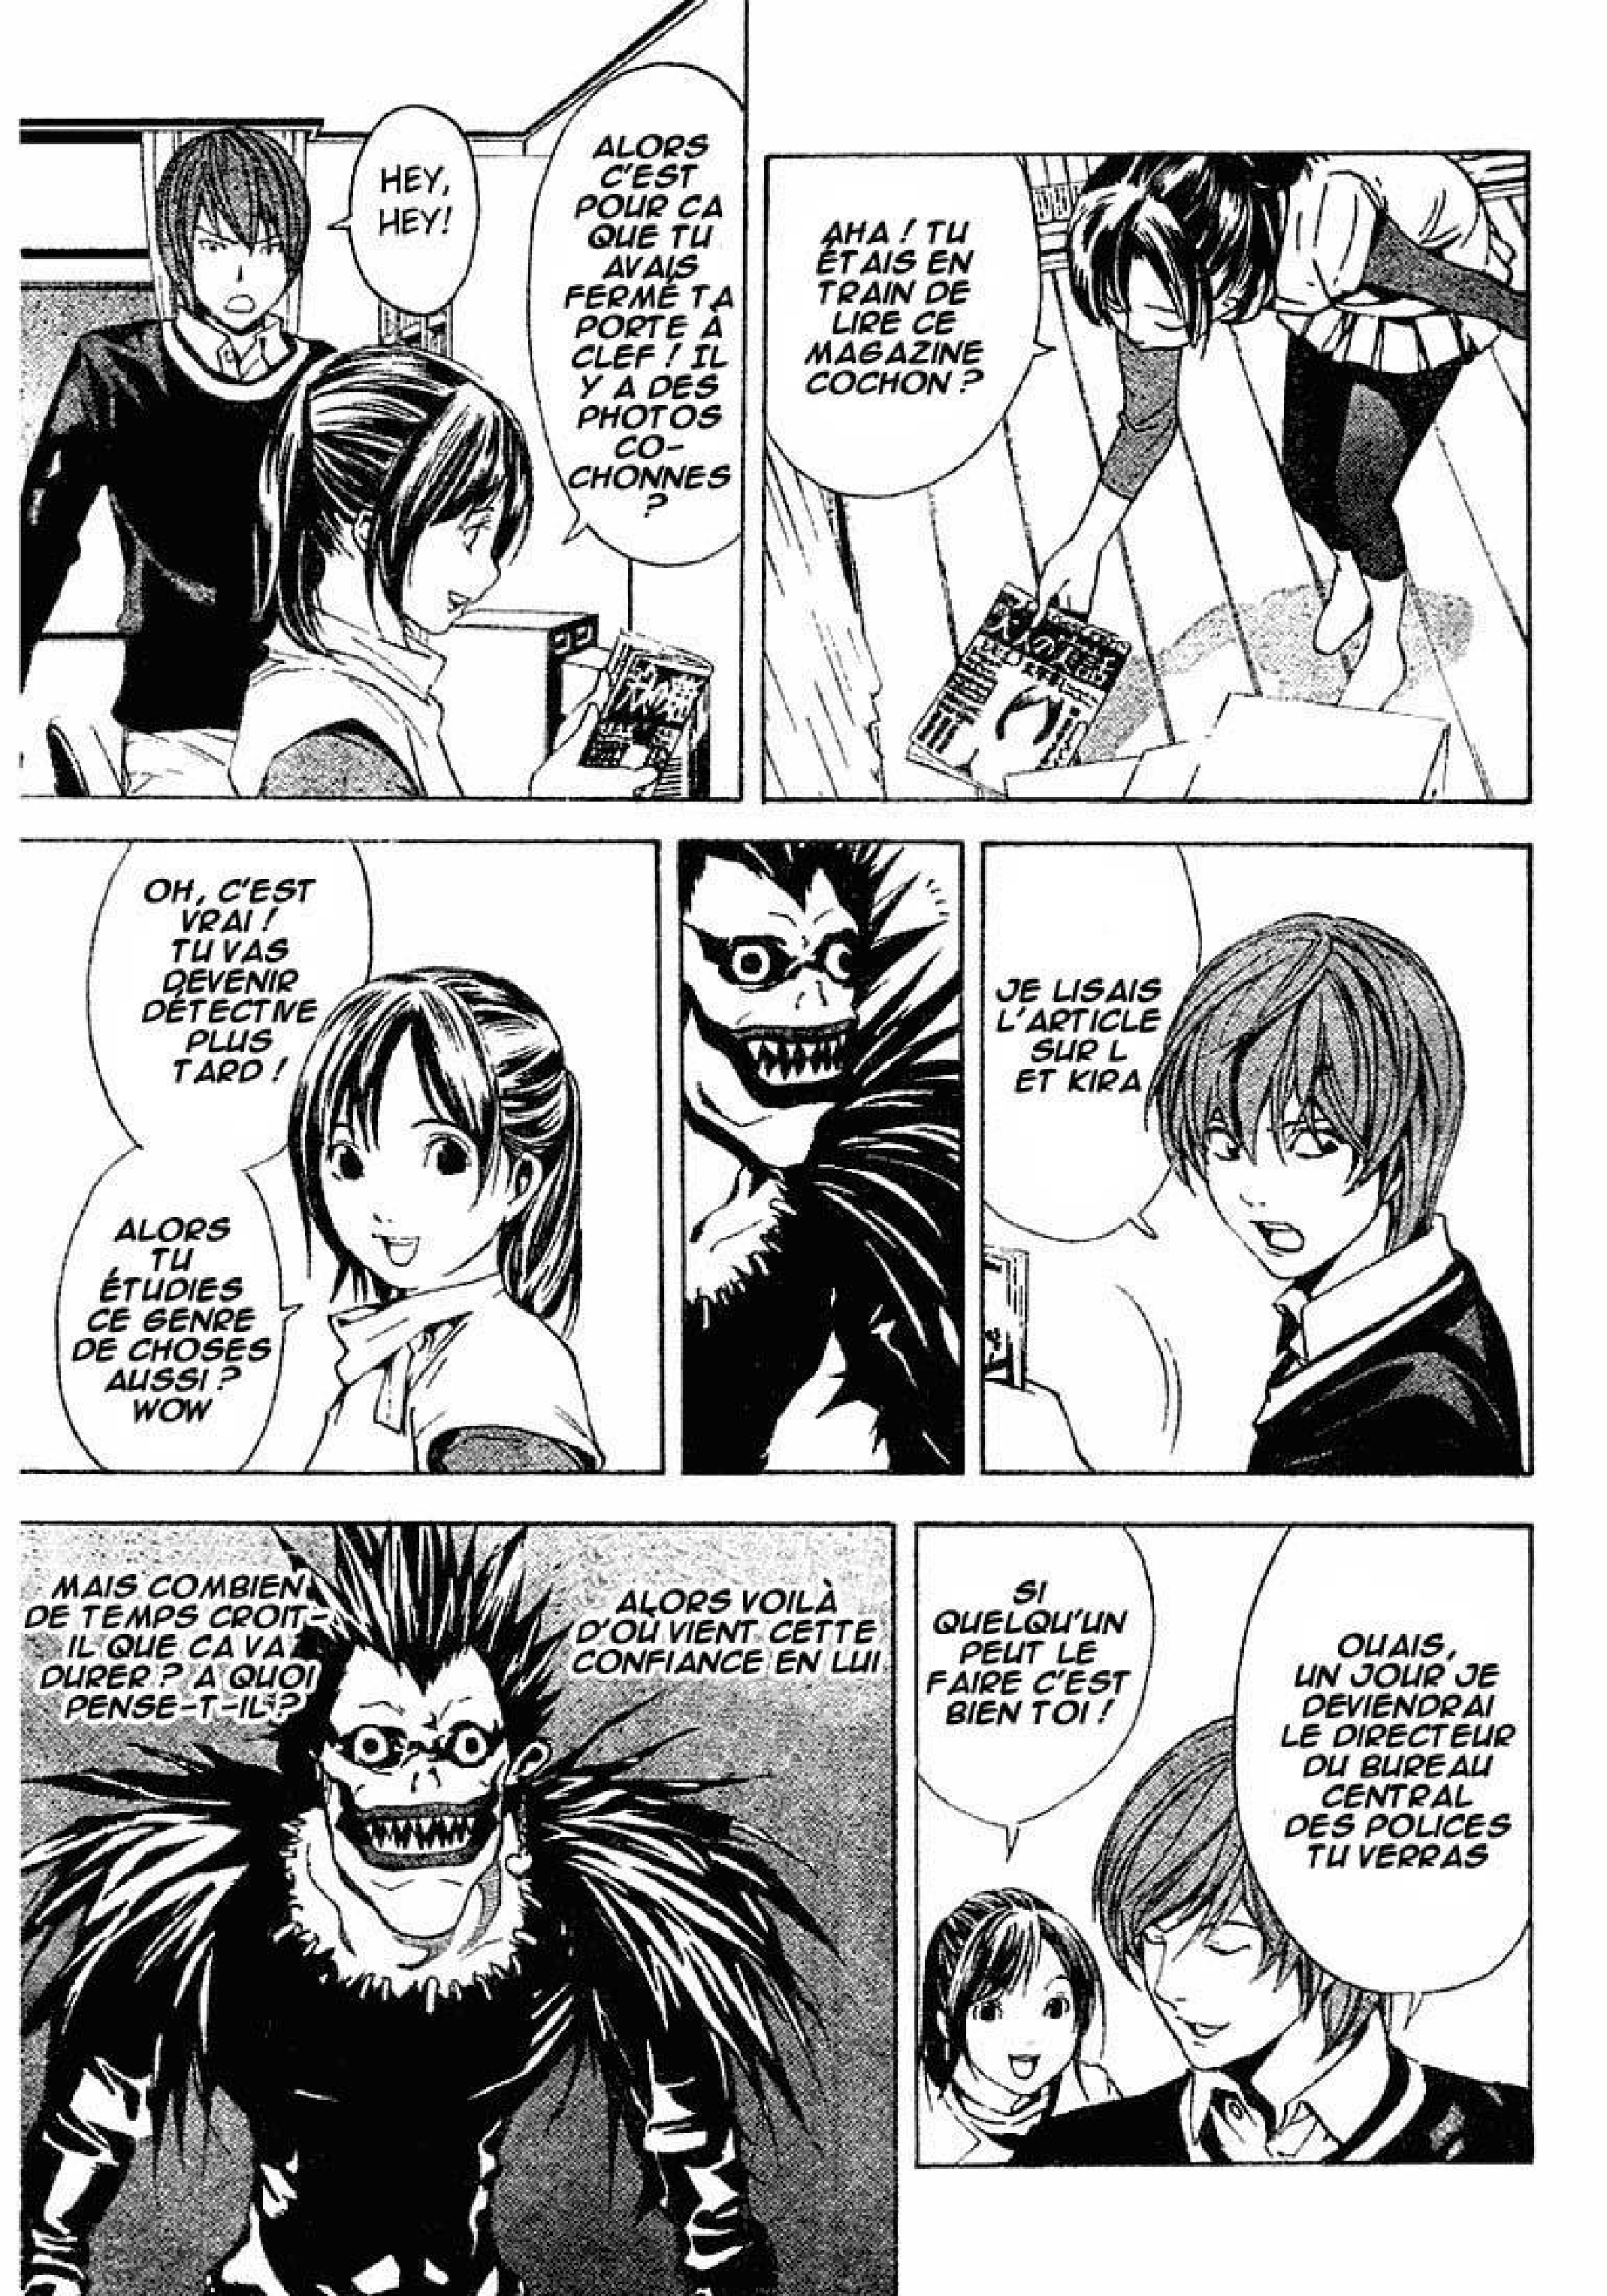 AHA ! TU
ÉTAIS EN
TRAIN DE
LIRE CE
MAGAZINE
COCHON ?
ALORS
C'EST
POUR CA
QUE TU
AVAIS
FERMÉ TA
PORTE À
CLEF ! IL
Y A DES
PHOTOS
CO-
CHONNES
?
HEY,
HEY!
JE LISAIS
L'ARTICLE
SUR L
ET KIRA
OH, C'EST
VRAI !
TU VAS
DEVENIR
DÉTECTIVE
PLUS
TARD !
ALORS
TU
ÉTUDIES
CE GENRE
DE CHOSES
AUSSI ?
WOW
OUAIS,
UN JOUR JE
DEVIENDRAI
LE DIRECTEUR
DU BUREAU
CENTRAL
DES POLICES
TU VERRAS
SI
QUELQU'UN
PEUT LE
FAIRE C'EST
BIEN TOI !
ALORS VOILÀ
D'OÙ VIENT CETTE
CONFIANCE EN LUI
MAIS COMBIEN
DE TEMPS CROIT-
IL QUE CA VA
DURER ? A QUOI
PENSE-T-IL ?